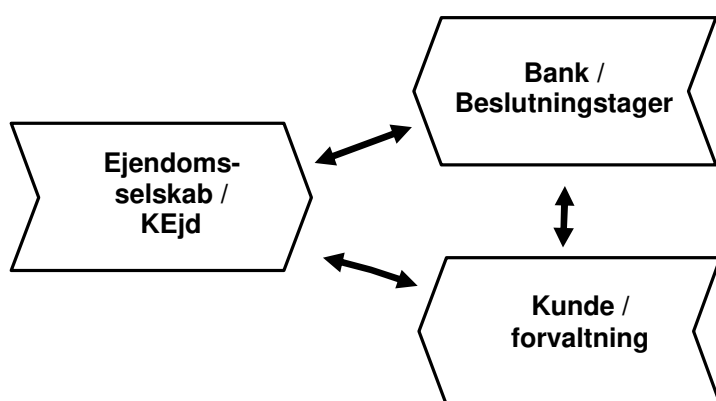 Bank /
Beslutningstager
Ejendoms-
selskab /
KEjd
Kunde /
forvaltning